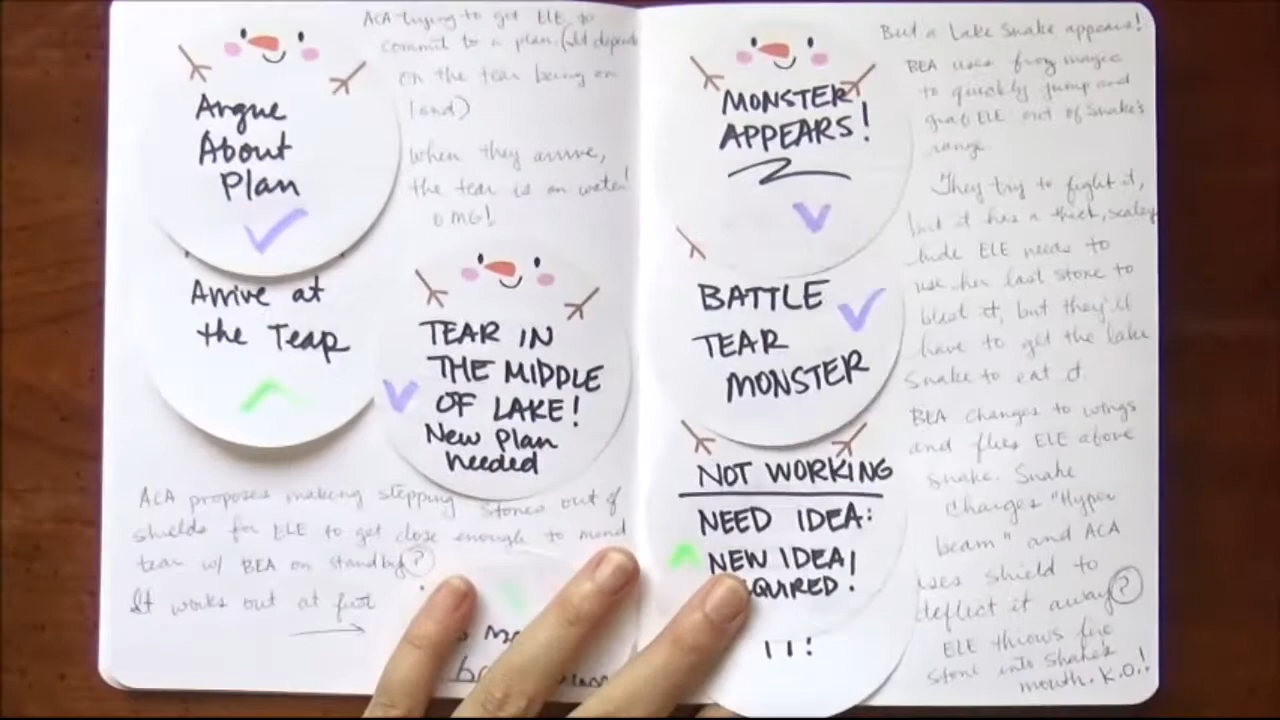 ACA trying to get ELE to
commit to a plan. (All depends
on the tear being on
land)
when they arrive,
the tear is on water!
OMG!
Argue
About
Plan
Arrive at
the Tear
TEAR IN
THE MIDDLE
OF LAKE!
New Plan
needed
ACA proposes making stepping stones out of
shields for ELE to get close enough to mend
tear w/ BEA on standby?
It works out at first
MONSTER
APPEARS!
BATTLE
TEAR
MONSTER
NOT WORKING
NEED IDEA:
NEW IDEA
!!!
But a Lake Snake appears!
BEA uses frog magic
to quickly jump and
grab ELE out of Snake's
range.
They try to fight it,
but it has a thick, scaley
hide ELE needs to
use her last stone to
blast it, but they'll
have to get the lake
Snake to eat it.
BEA changes to wings
and flies ELE above
snake. Snake
charges "Hyper
beam" and ACA
uses shield to
deflect it away?
ELE throws fire
stone into snake's
mouth. K.O.!